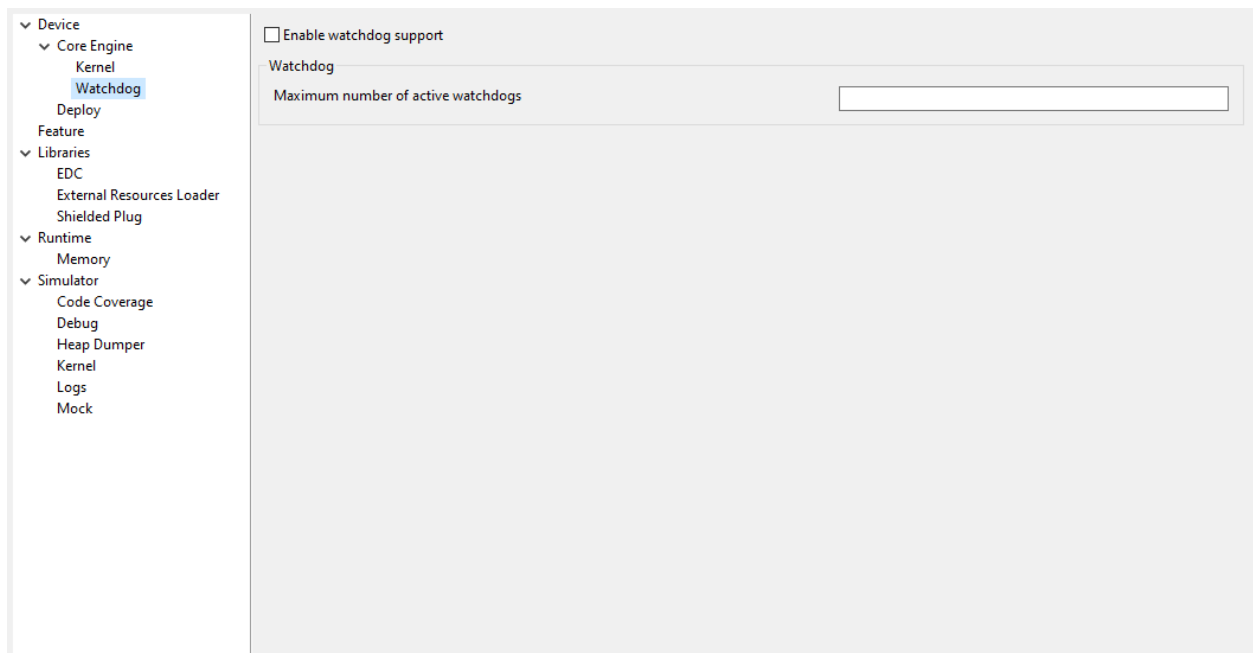 Device
Core Engine
Kernel
Watchdog
Deploy
Feature
Libraries
EDC
External Resources Loader
Shielded Plug
Runtime
Memory
Simulator
Code Coverage
Debug
Heap Dumper
Kernel
Logs
Mock
Enable watchdog support
Watchdog
Maximum number of active watchdogs